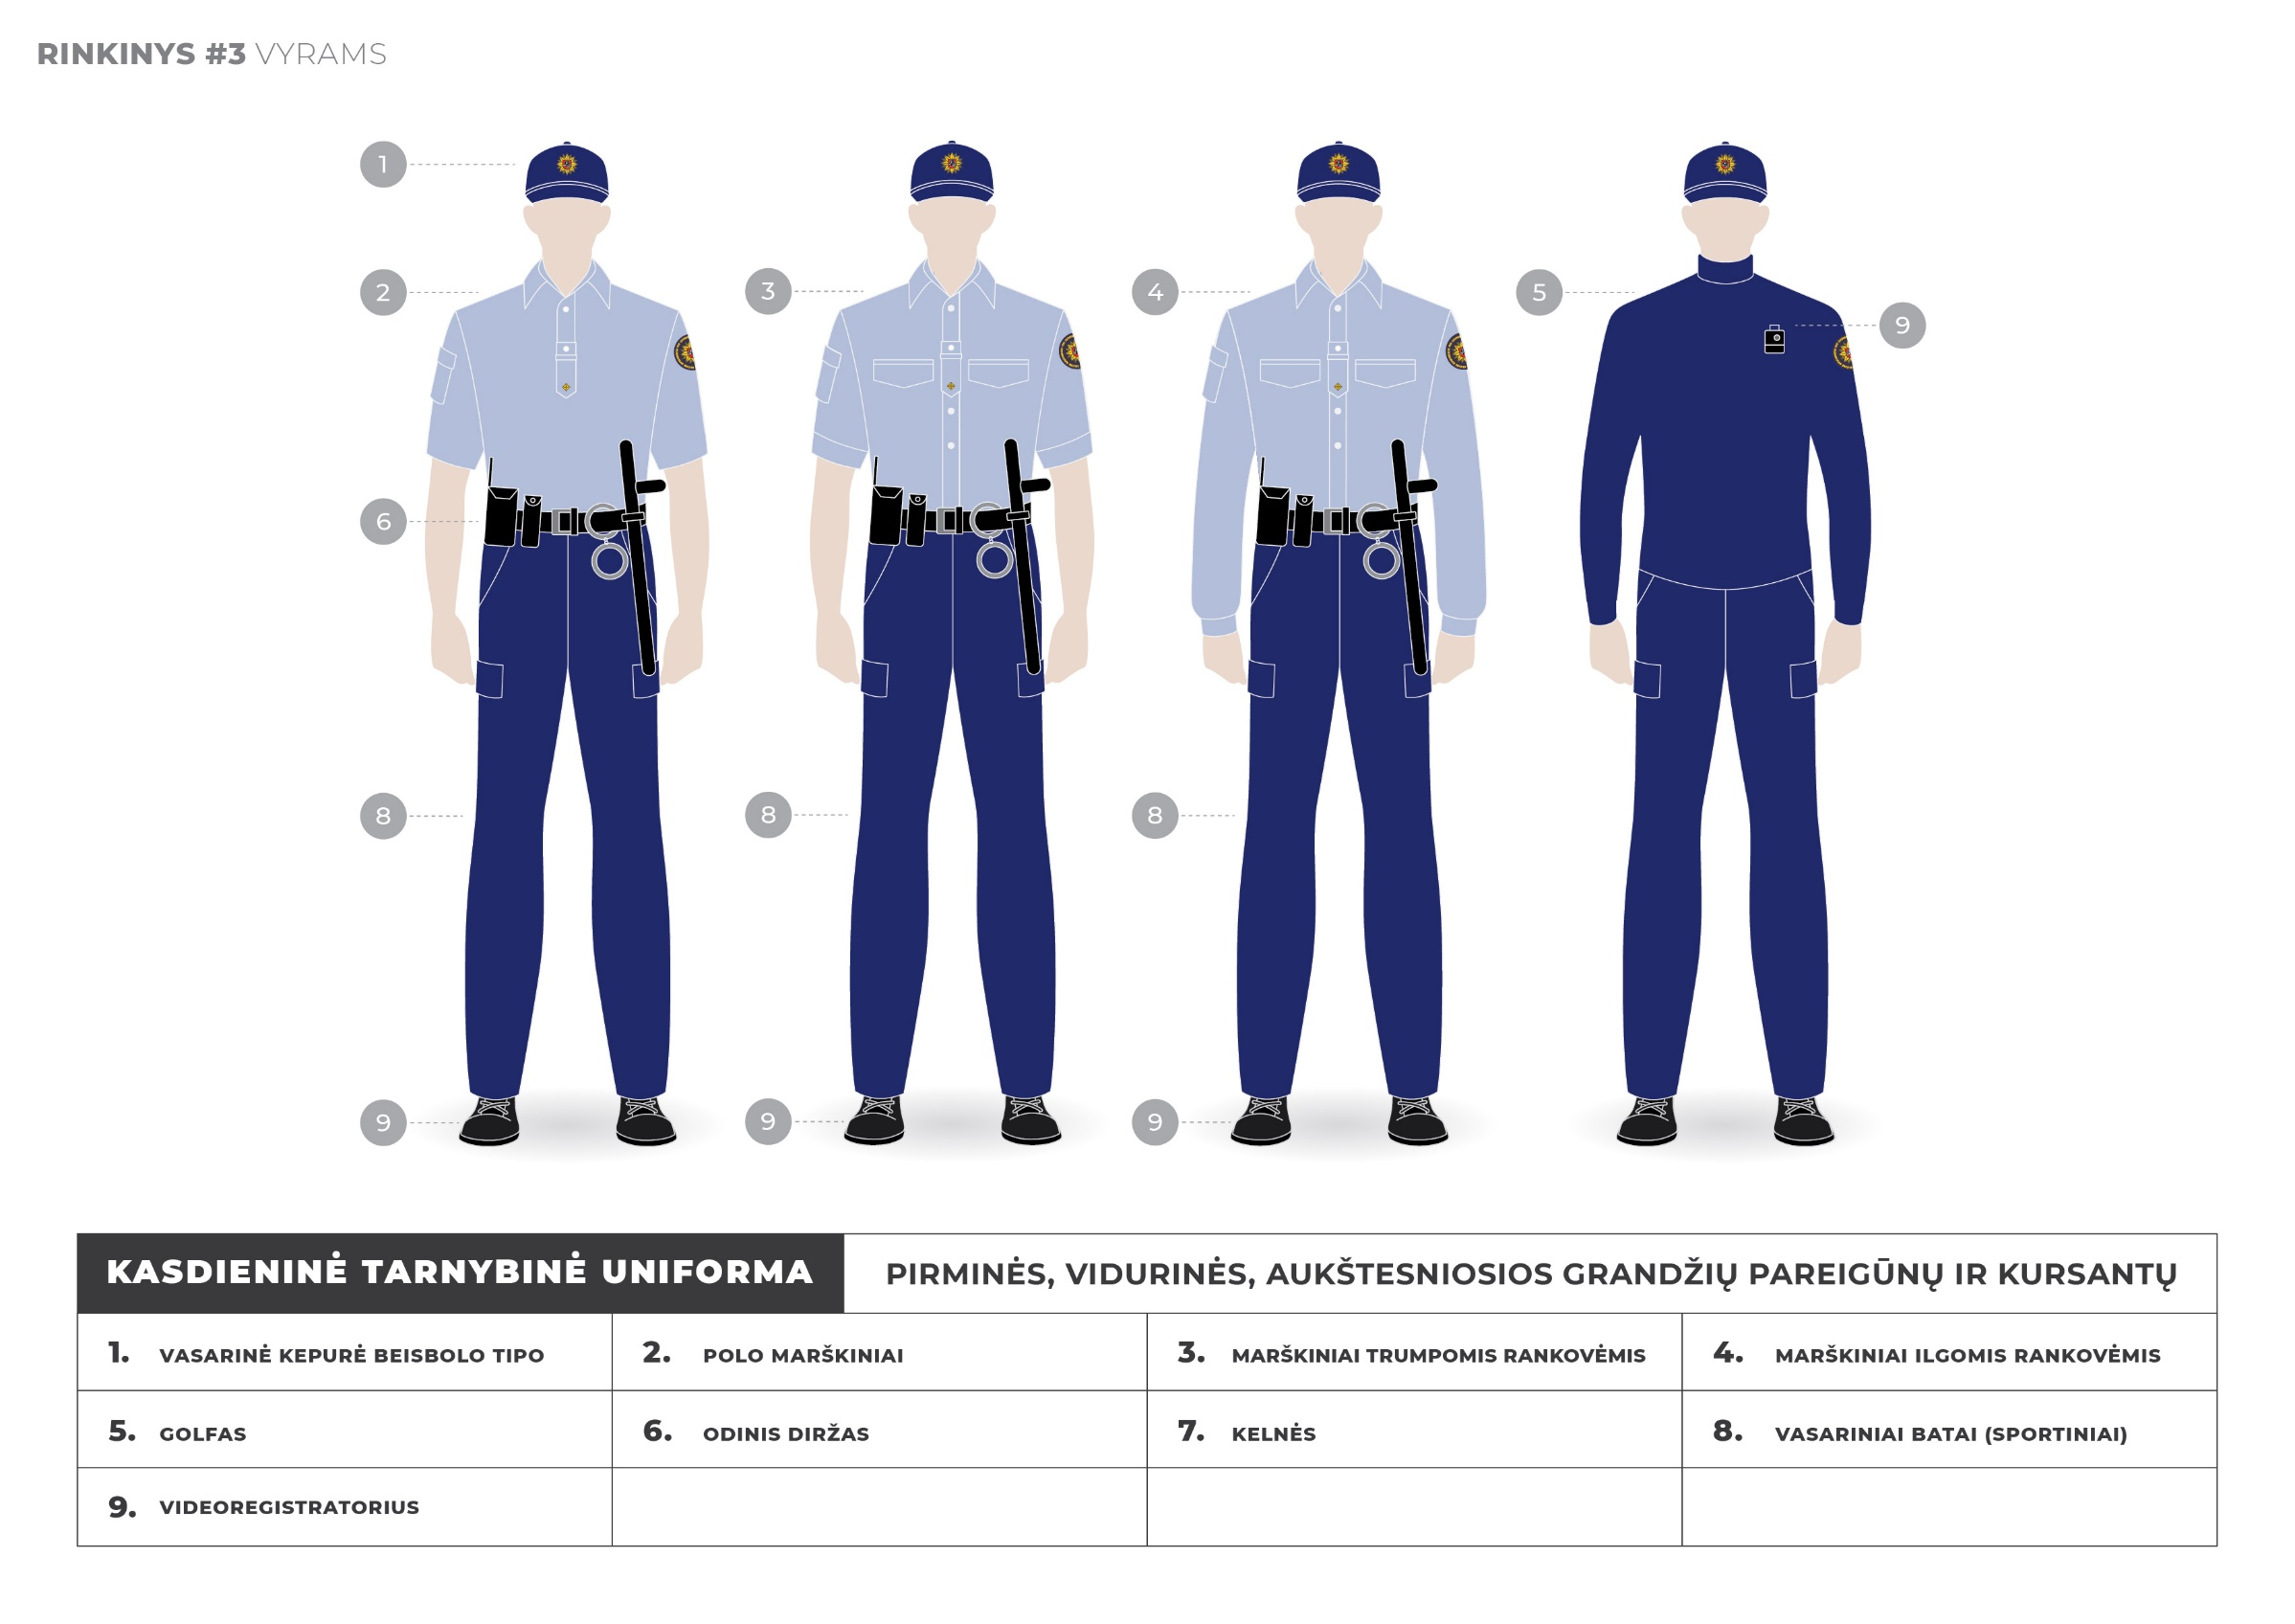 RINKINYS #3 VYRAMS
1
2
3
4
5
9
6
8
8
8
9
9
9
KASDIENINĖ TARNYBINĖ UNIFORMA
PIRMINĖS, VIDURINĖS, AUKŠTESNIOSIOS GRANDŽIŲ PAREIGŪNŲ IR KURSANTŲ
1. VASARINĖ KEPURĖ BEISBOLO TIPO
2. POLO MARŠKINIAI
3. MARŠKINIAI TRUMPOMIS RANKOVĖMIS
4. MARŠKINIAI ILGOMIS RANKOVĖMIS
5. GOLFAS
6. ODINIS DIRŽAS
7. KELNĖS
8. VASARINIAI BATAI (SPORTINIAI)
9. VIDEOREGISTRATORIUS